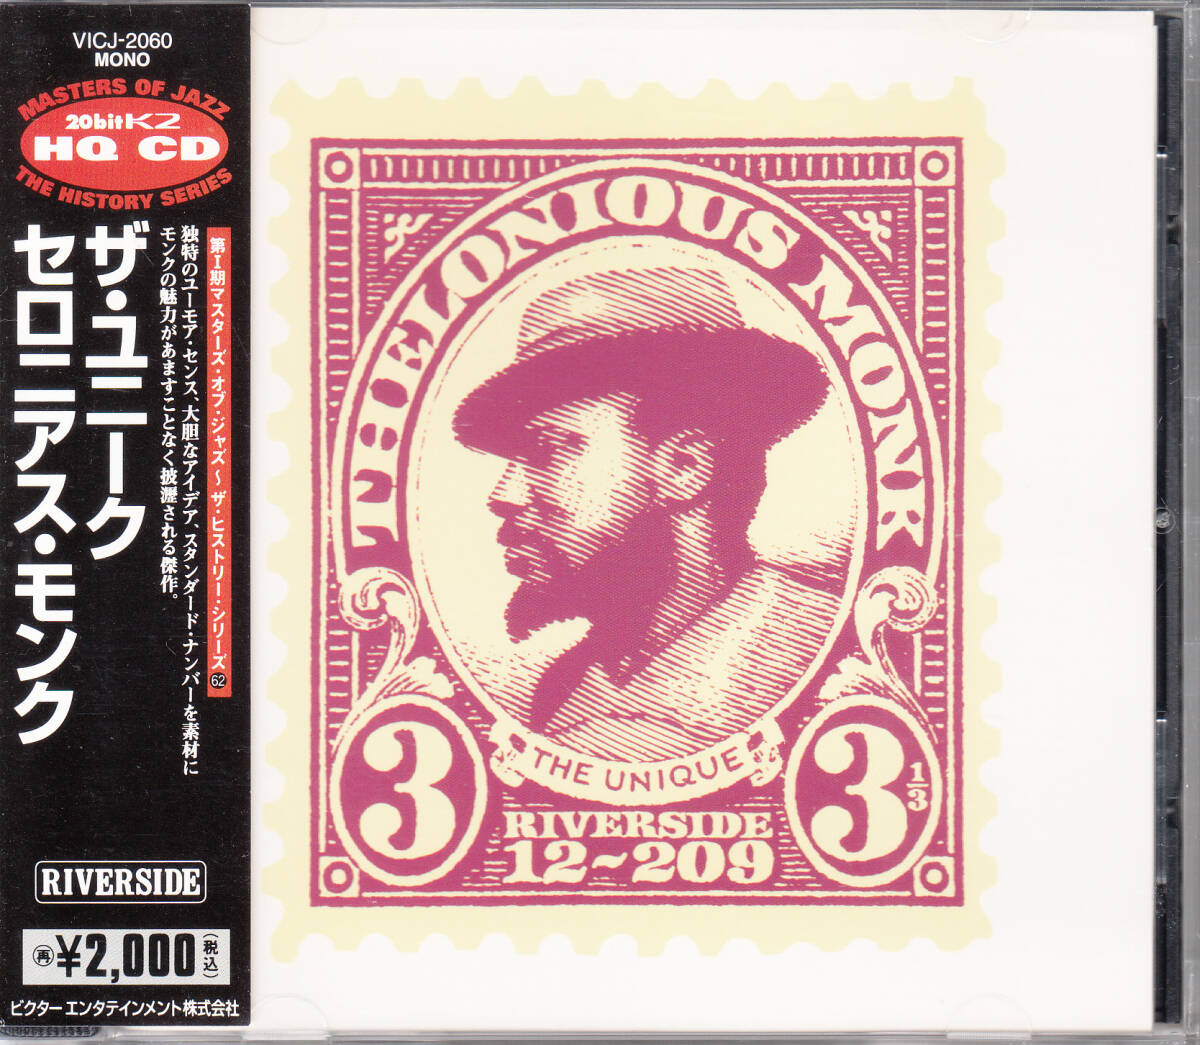 VICJ-2060
MONO
MASTERS OF JAZZ
20bit K2
HQ CD
THE HISTORY SERIES
第Ⅰ期マスターズ・オブ・ジャズ～ザ・ヒストリー・シリーズ62
独特のユーモア・センス、大胆なアイデア、スタンダード・ナンバーを素材に
モンクの魅力があますことなく披瀝される傑作。
ザ・ユニーク
セロニアス・モンク
RIVERSIDE
再 ¥2,000(税込)
ビクター エンタテインメント株式会社
THELONIOUS MONK
THE UNIQUE
3
3 1/3
RIVERSIDE
12~209